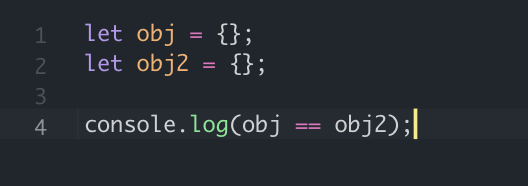 1 let obj = {};
2 let obj2 = {};
3
4 console.log(obj == obj2);